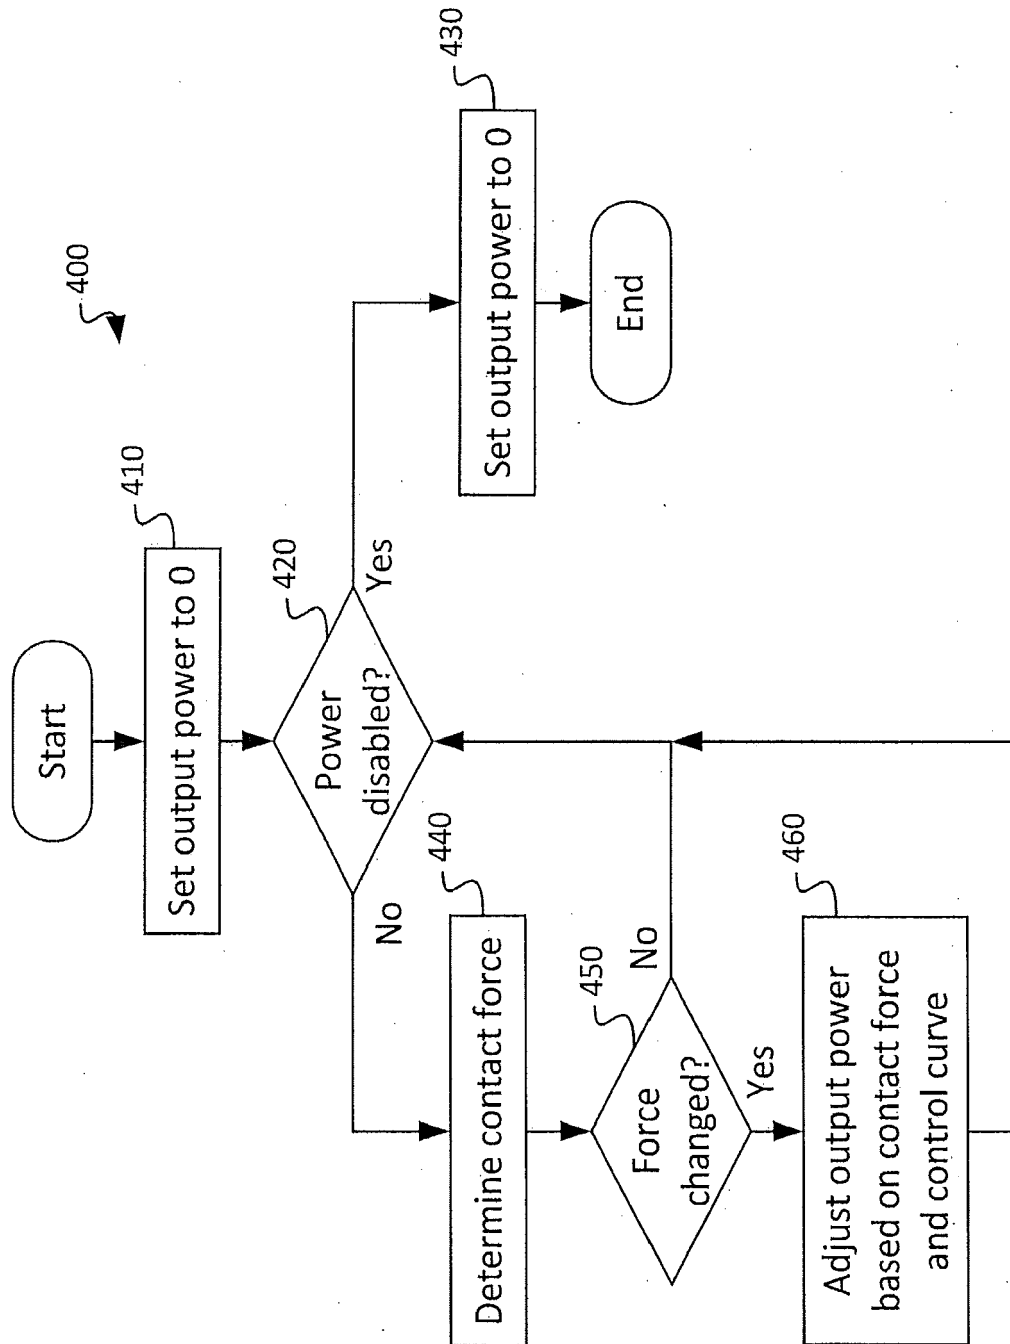 400
Start
410
Set output power to 0
420
Power
disabled?
Yes
No
430
Set output power to 0
End
440
Determine contact force
450
Force
changed?
No
Yes
460
Adjust output power
based on contact force
and control curve